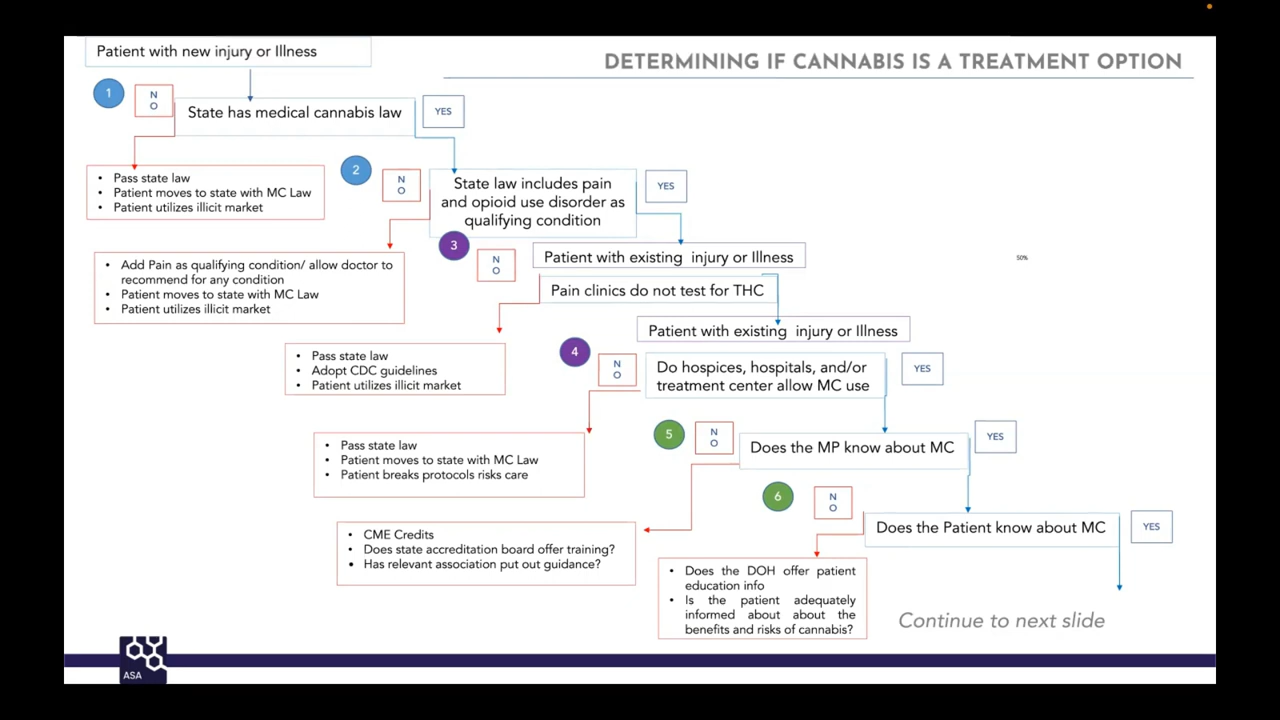 Patient with new injury or Illness
DETERMINING IF CANNABIS IS A TREATMENT OPTION
1
N
O
State has medical cannabis law
YES
• Pass state law
• Patient moves to state with MC Law
• Patient utilizes illicit market
2
N
O
State law includes pain
and opioid use disorder as
qualifying condition
YES
• Add Pain as qualifying condition/ allow doctor to
recommend for any condition
• Patient moves to state with MC Law
• Patient utilizes illicit market
3
N
O
Patient with existing injury or Illness
Pain clinics do not test for THC
50%
• Pass state law
• Adopt CDC guidelines
• Patient utilizes illicit market
Patient with existing injury or Illness
4
N
O
Do hospices, hospitals, and/or
treatment center allow MC use
YES
• Pass state law
• Patient moves to state with MC Law
• Patient breaks protocols risks care
5
N
O
Does the MP know about MC
YES
• CME Credits
• Does state accreditation board offer training?
• Has relevant association put out guidance?
6
N
O
Does the Patient know about MC
YES
• Does the DOH offer patient
education info
• Is the patient adequately
informed about about the
benefits and risks of cannabis?
Continue to next slide
ASA